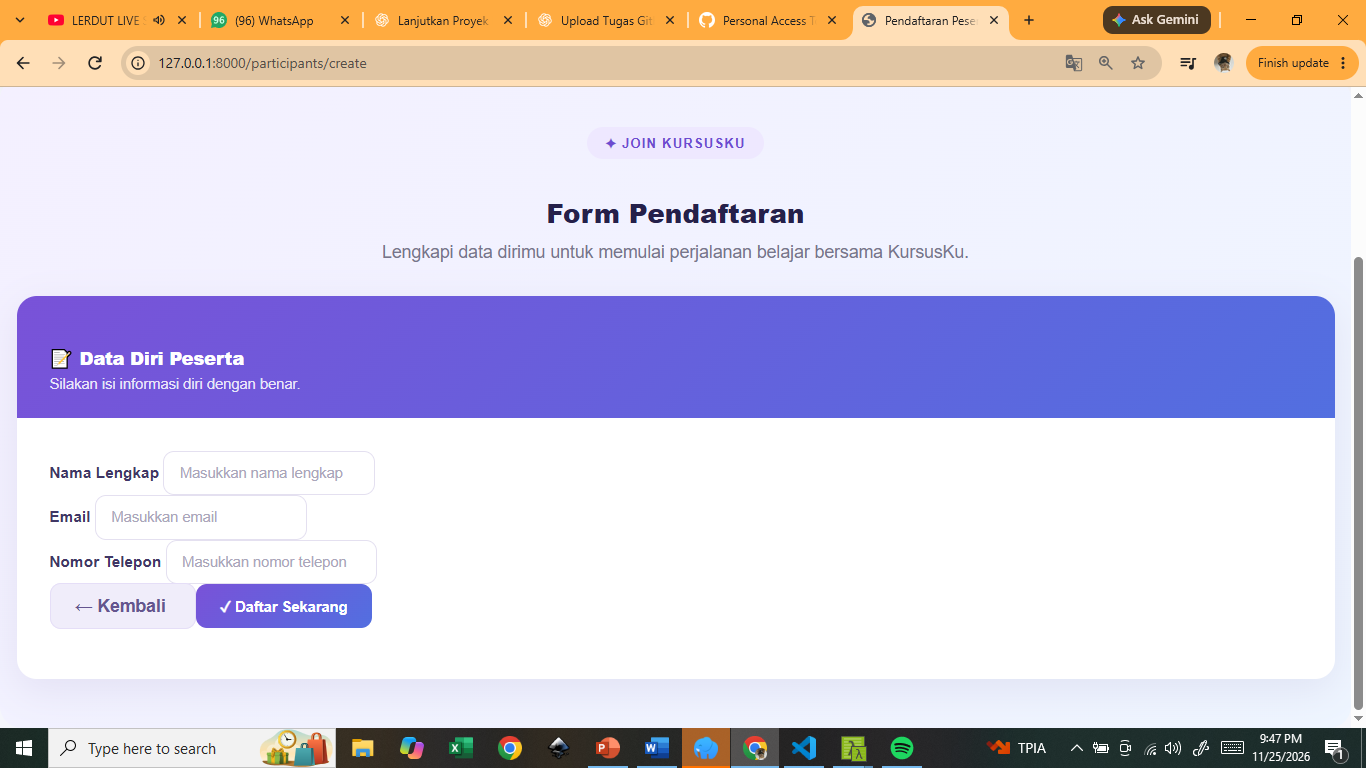 LERDUT LIVE
(96) WhatsApp
Lanjutkan Proyek
Upload Tugas Git
Personal Access T
Pendaftaran Pese
Ask Gemini
127.0.0.1:8000/participants/create
Finish update
✦ JOIN KURSUSKU
Form Pendaftaran
Lengkapi data dirimu untuk memulai perjalanan belajar bersama KursusKu.
📝 Data Diri Peserta
Silakan isi informasi diri dengan benar.
Nama Lengkap Masukkan nama lengkap
Email Masukkan email
Nomor Telepon Masukkan nomor telepon
← Kembali ✓ Daftar Sekarang
Type here to search
TPIA
9:47 PM
11/25/2026
1